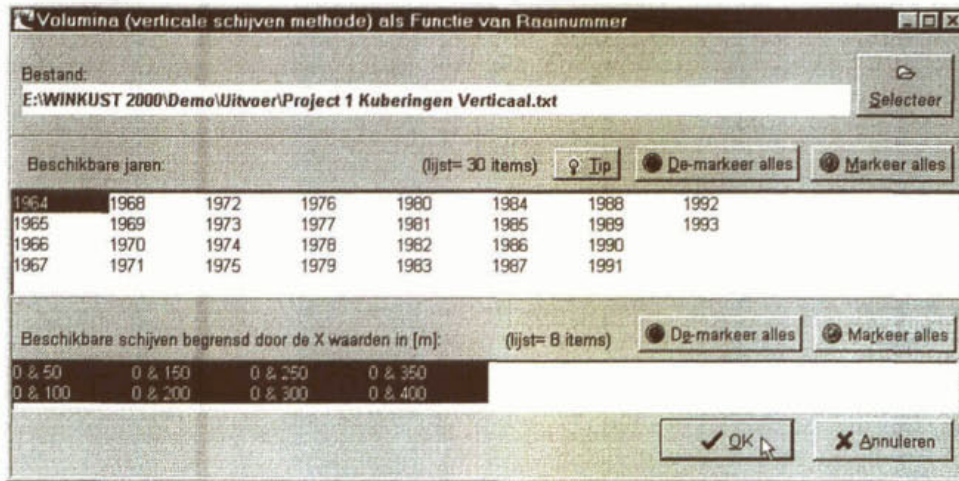 Volumina (verticale schijven methode) als Functie van Raainummer
Bestand:
E:\WINKUST 2000\Demo\Uitvoer\Project 1 Kuberingen Verticaal.txt
Selecteer
Beschikbare jaren:
(lijst= 30 items)
Tip
De-markeer alles
Markeer alles
1964 1968 1972 1976 1980 1984 1988 1992
1965 1969 1973 1977 1981 1985 1989 1993
1966 1970 1974 1978 1982 1986 1990
1967 1971 1975 1979 1983 1987 1991
Beschikbare schijven begrensd door de X waarden in [m]:
(lijst= 8 items)
De-markeer alles
Markeer alles
0 & 50 0 & 150 0 & 250 0 & 350
0 & 100 0 & 200 0 & 300 0 & 400
OK
Annuleren